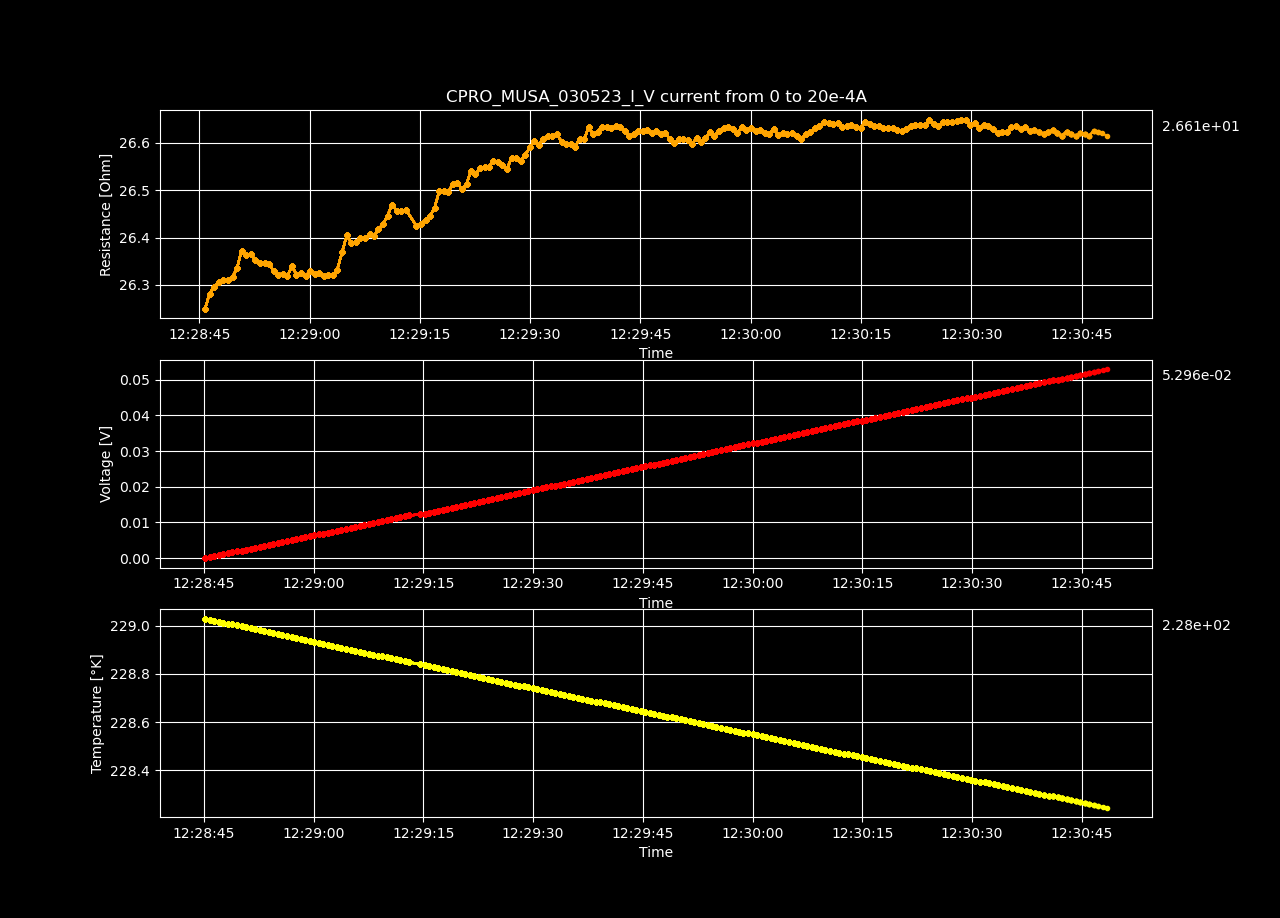 CPRO_MUSA_030523_I_V current from 0 to 20e-4A
2.661e+01
Resistance [Ohm]
26.6
26.5
26.4
26.3
12:28:45 12:29:00 12:29:15 12:29:30 12:29:45 12:30:00 12:30:15 12:30:30 12:30:45
Time
5.296e-02
Voltage [V]
0.05
0.04
0.03
0.02
0.01
0.00
12:28:45 12:29:00 12:29:15 12:29:30 12:29:45 12:30:00 12:30:15 12:30:30 12:30:45
Time
2.28e+02
Temperature [°K]
229.0
228.8
228.6
228.4
12:28:45 12:29:00 12:29:15 12:29:30 12:29:45 12:30:00 12:30:15 12:30:30 12:30:45
Time